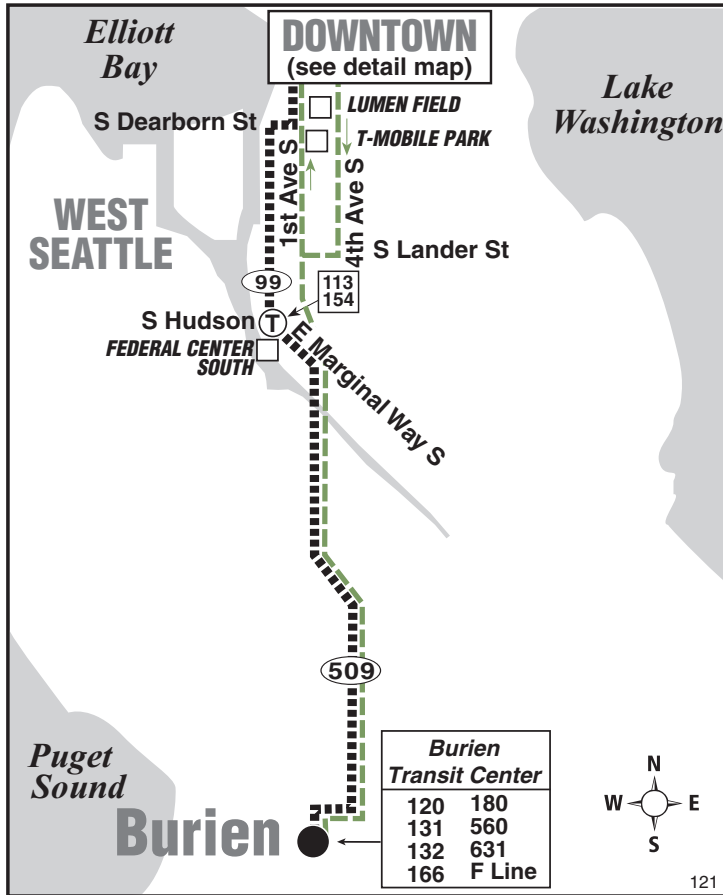 Elliott
Bay
DOWNTOWN
(see detail map)
Lake
Washington
LUMEN FIELD
S Dearborn St
T-MOBILE PARK
1st Ave S
4th Ave S
WEST
SEATTLE
S Lander St
99
113
154
S Hudson
T
FEDERAL CENTER
SOUTH
E Marginal Way S
509
Puget
Sound
Burien
Burien
Transit Center
120 180
131 560
132 631
166 F Line
N
W E
S
121